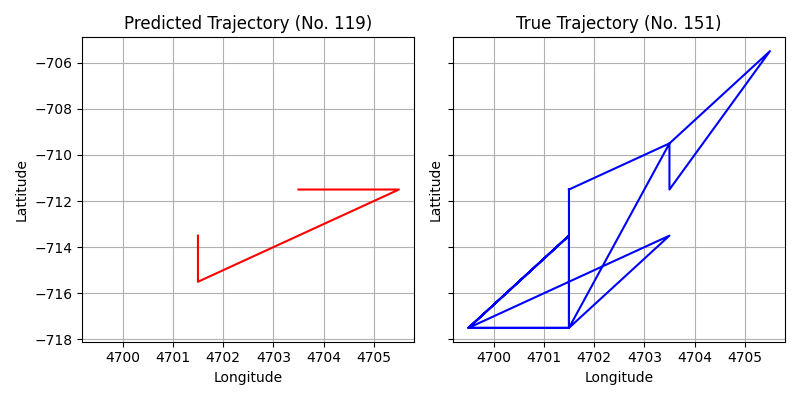 Predicted Trajectory (No. 119)
True Trajectory (No. 151)
−706
−708
−710
−712
−714
−716
−718
Lattitude
Lattitude
4700 4701 4702 4703 4704 4705
4700 4701 4702 4703 4704 4705
Longitude
Longitude